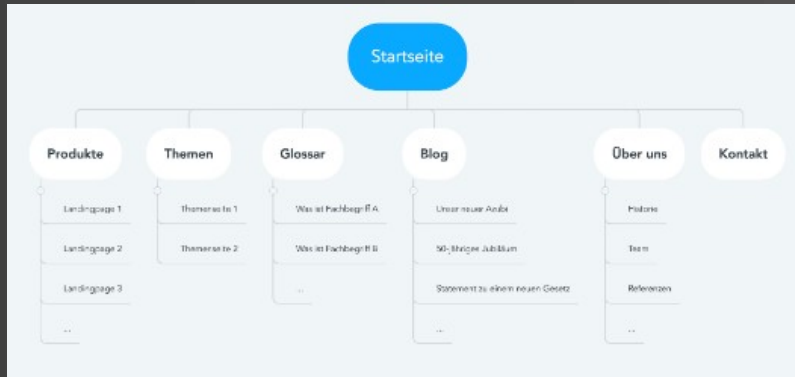 Startseite
Produkte
Themen
Glossar
Blog
Über uns
Kontakt
Landingpage 1
Landingpage 2
Landingpage 3
...
Themenseite 1
Themenseite 2
Was ist Fachbegriff A
Was ist Fachbegriff B
...
Unser neuer Azubi
50-jähriges Jubiläum
Statement zu einem neuen Gesetz
...
Historie
Team
Referenzen
...